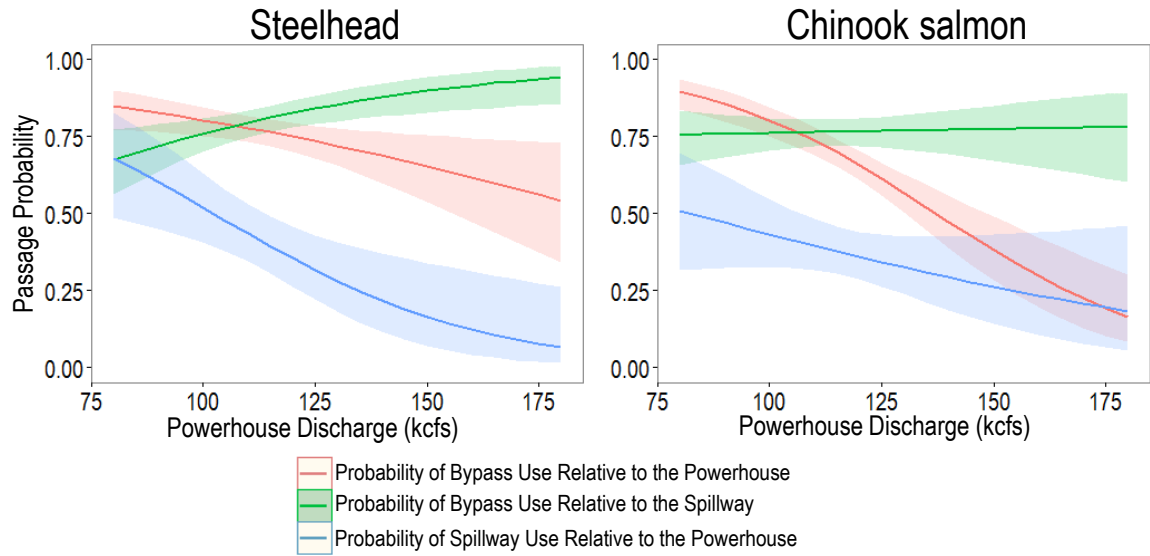 Steelhead
Chinook salmon
Passage Probability
1.00
0.75
0.50
0.25
0.00
75
100
125
150
175
Powerhouse Discharge (kcfs)
1.00
0.75
0.50
0.25
0.00
75
100
125
150
175
Powerhouse Discharge (kcfs)
Probability of Bypass Use Relative to the Powerhouse
Probability of Bypass Use Relative to the Spillway
Probability of Spillway Use Relative to the Powerhouse